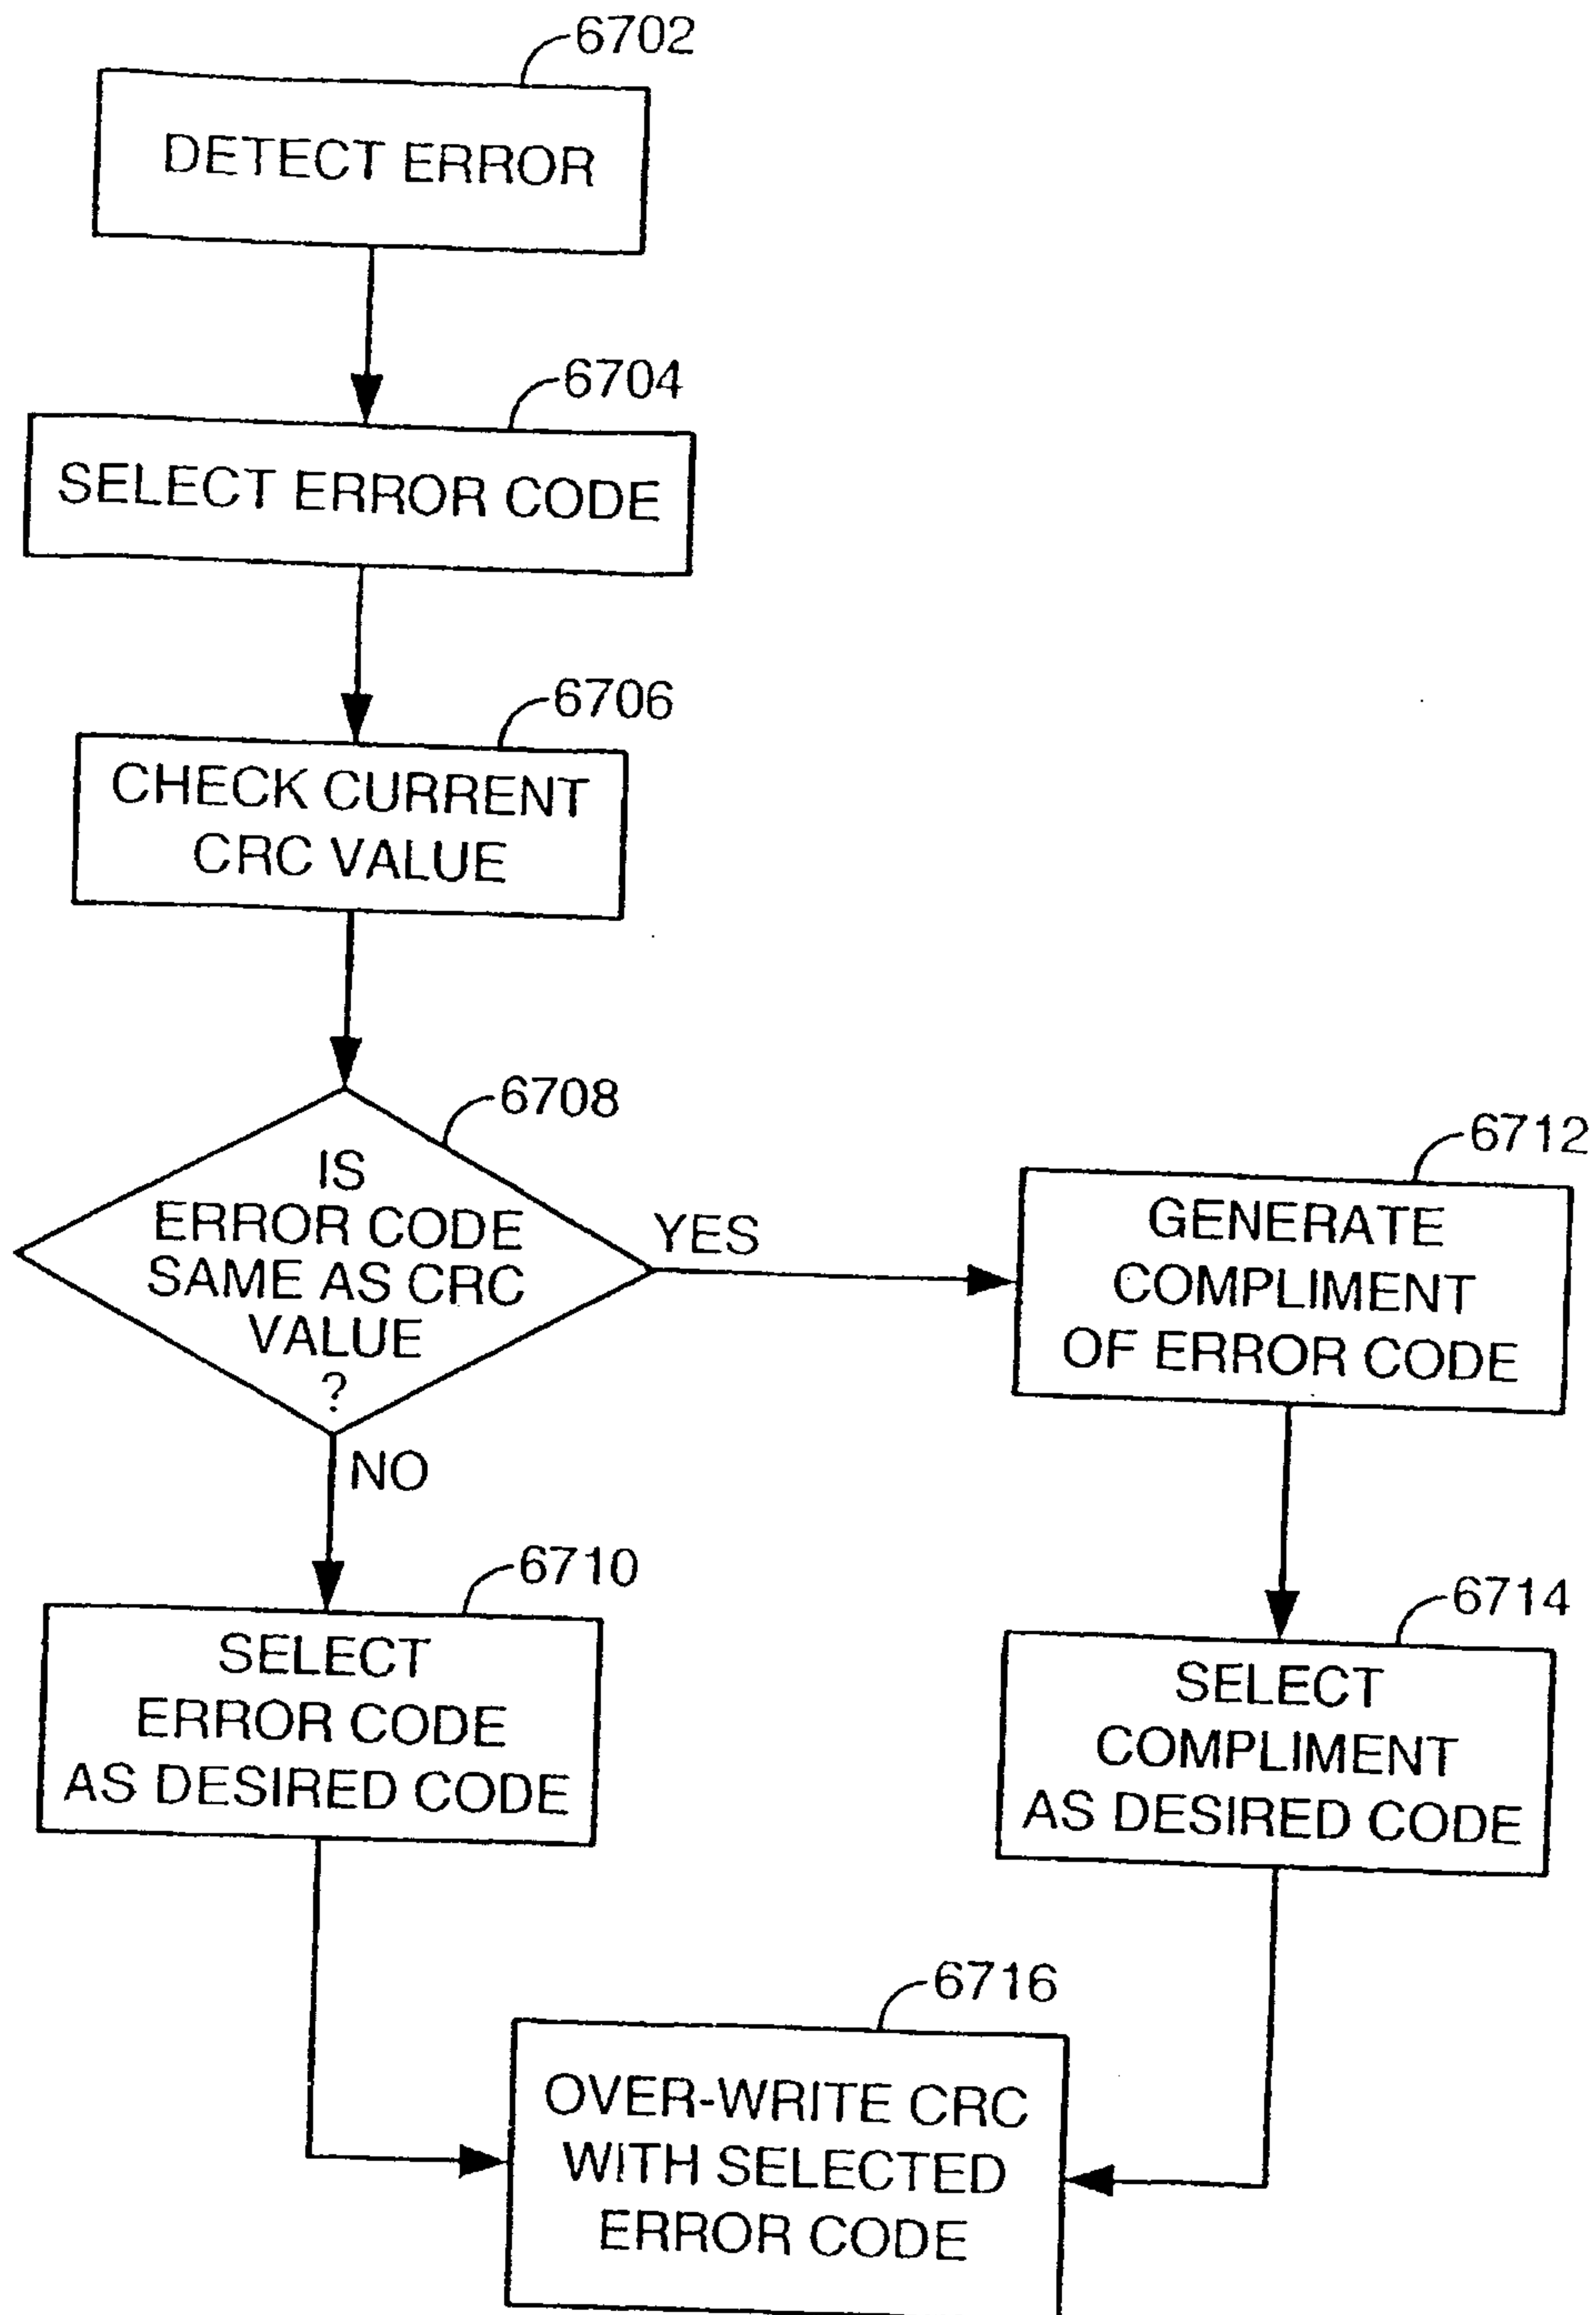 6702
DETECT ERROR
6704
SELECT ERROR CODE
6706
CHECK CURRENT
CRC VALUE
6708
IS
ERROR CODE
SAME AS CRC
VALUE
?
YES
NO
6712
GENERATE
COMPLIMENT
OF ERROR CODE
6710
SELECT
ERROR CODE
AS DESIRED CODE
6714
SELECT
COMPLIMENT
AS DESIRED CODE
6716
OVER-WRITE CRC
WITH SELECTED
ERROR CODE